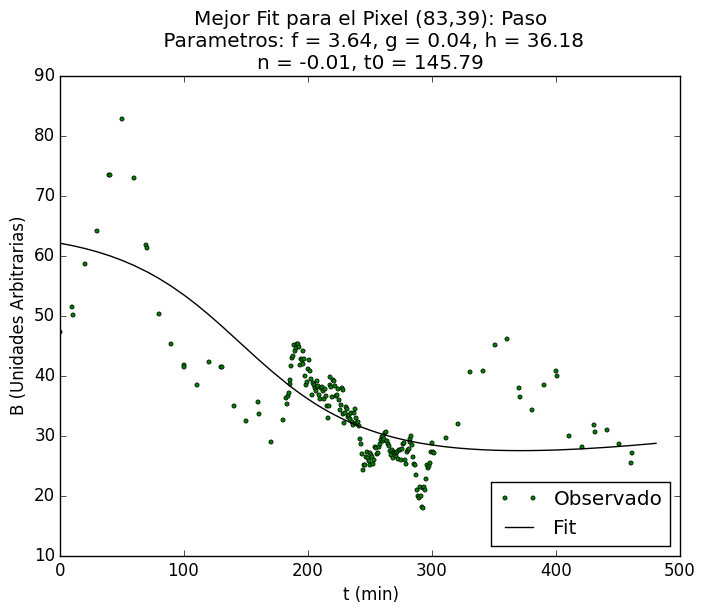 Mejor Fit para el Pixel (83,39): Paso
Parametros: f = 3.64, g = 0.04, h = 36.18
n = -0.01, t0 = 145.79
90
80
70
60
50
40
30
20
10
B (Unidades Arbitrarias)
Observado
Fit
0
100
200
300
400
500
t (min)